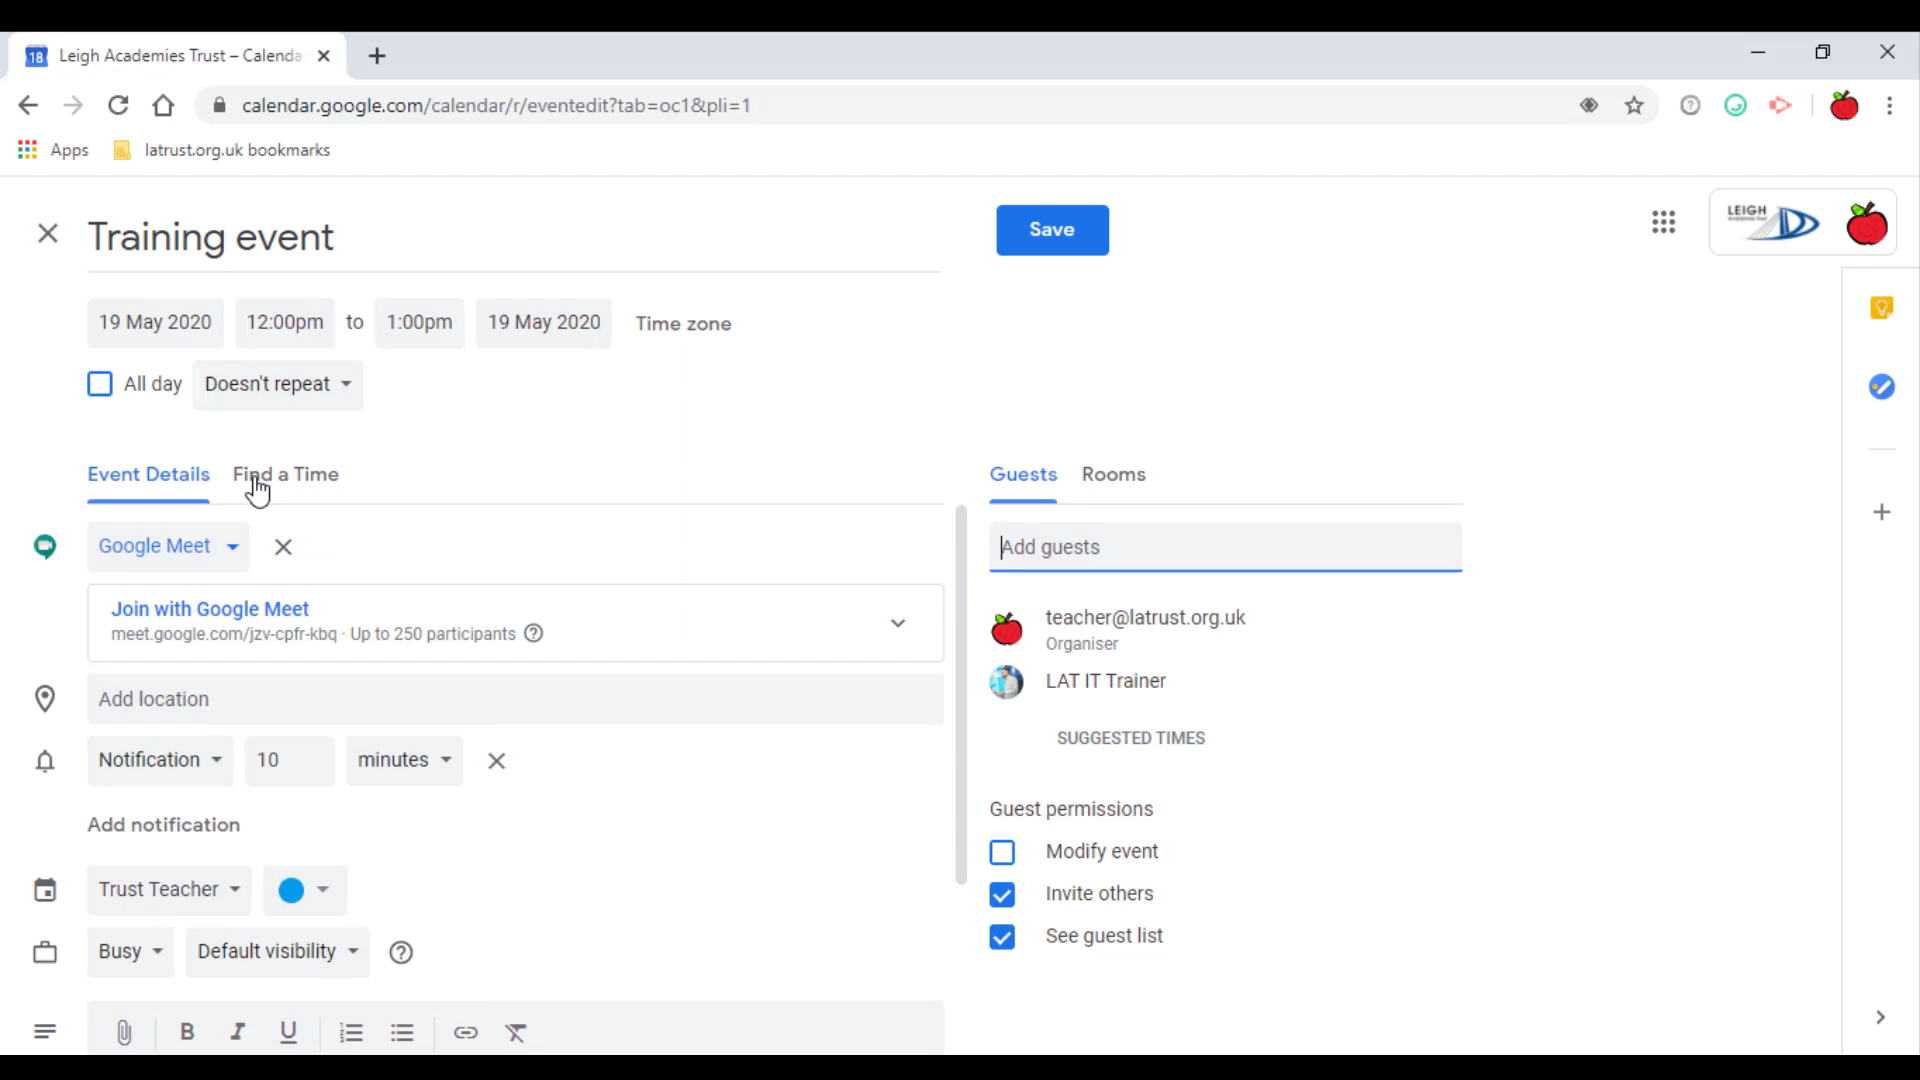 18 Leigh Academies Trust – Calenda
calendar.google.com/calendar/r/eventedit?tab=oc1&pli=1
Apps latrust.org.uk bookmarks
Training event
Save
LEIGH
19 May 2020 12:00pm to 1:00pm 19 May 2020 Time zone
All day Doesn't repeat
Event Details Find a Time
Guests Rooms
Google Meet
Join with Google Meet
meet.google.com/jzv-cpfr-kbq · Up to 250 participants
Add location
Notification 10 minutes
Add notification
Trust Teacher
Busy Default visibility
B I U
Add guests
teacher@latrust.org.uk
Organiser
LAT IT Trainer
SUGGESTED TIMES
Guest permissions
Modify event
Invite others
See guest list